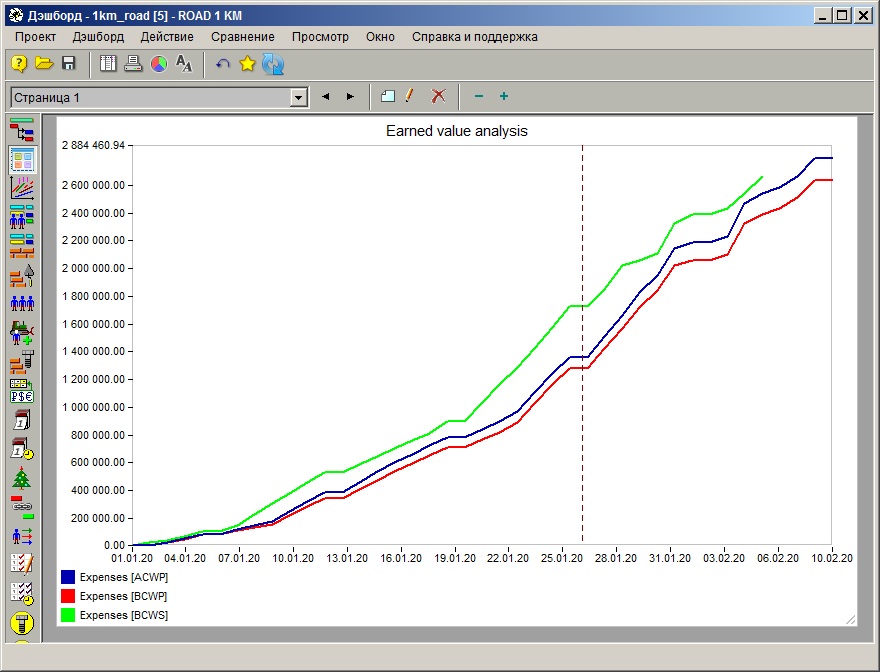 Дэшборд - 1km_road [5] - ROAD 1 KM
Проект Дэшборд Действие Сравнение Просмотр Окно Справка и поддержка
Страница 1
Earned value analysis
2 884 460.94
2 600 000.00
2 400 000.00
2 200 000.00
2 000 000.00
1 800 000.00
1 600 000.00
1 400 000.00
1 200 000.00
1 000 000.00
800 000.00
600 000.00
400 000.00
200 000.00
0.00
01.01.20 04.01.20 07.01.20 10.01.20 13.01.20 16.01.20 19.01.20 22.01.20 25.01.20 28.01.20 31.01.20 03.02.20 06.02.20 10.02.20
Expenses [ACWP]
Expenses [BCWP]
Expenses [BCWS]